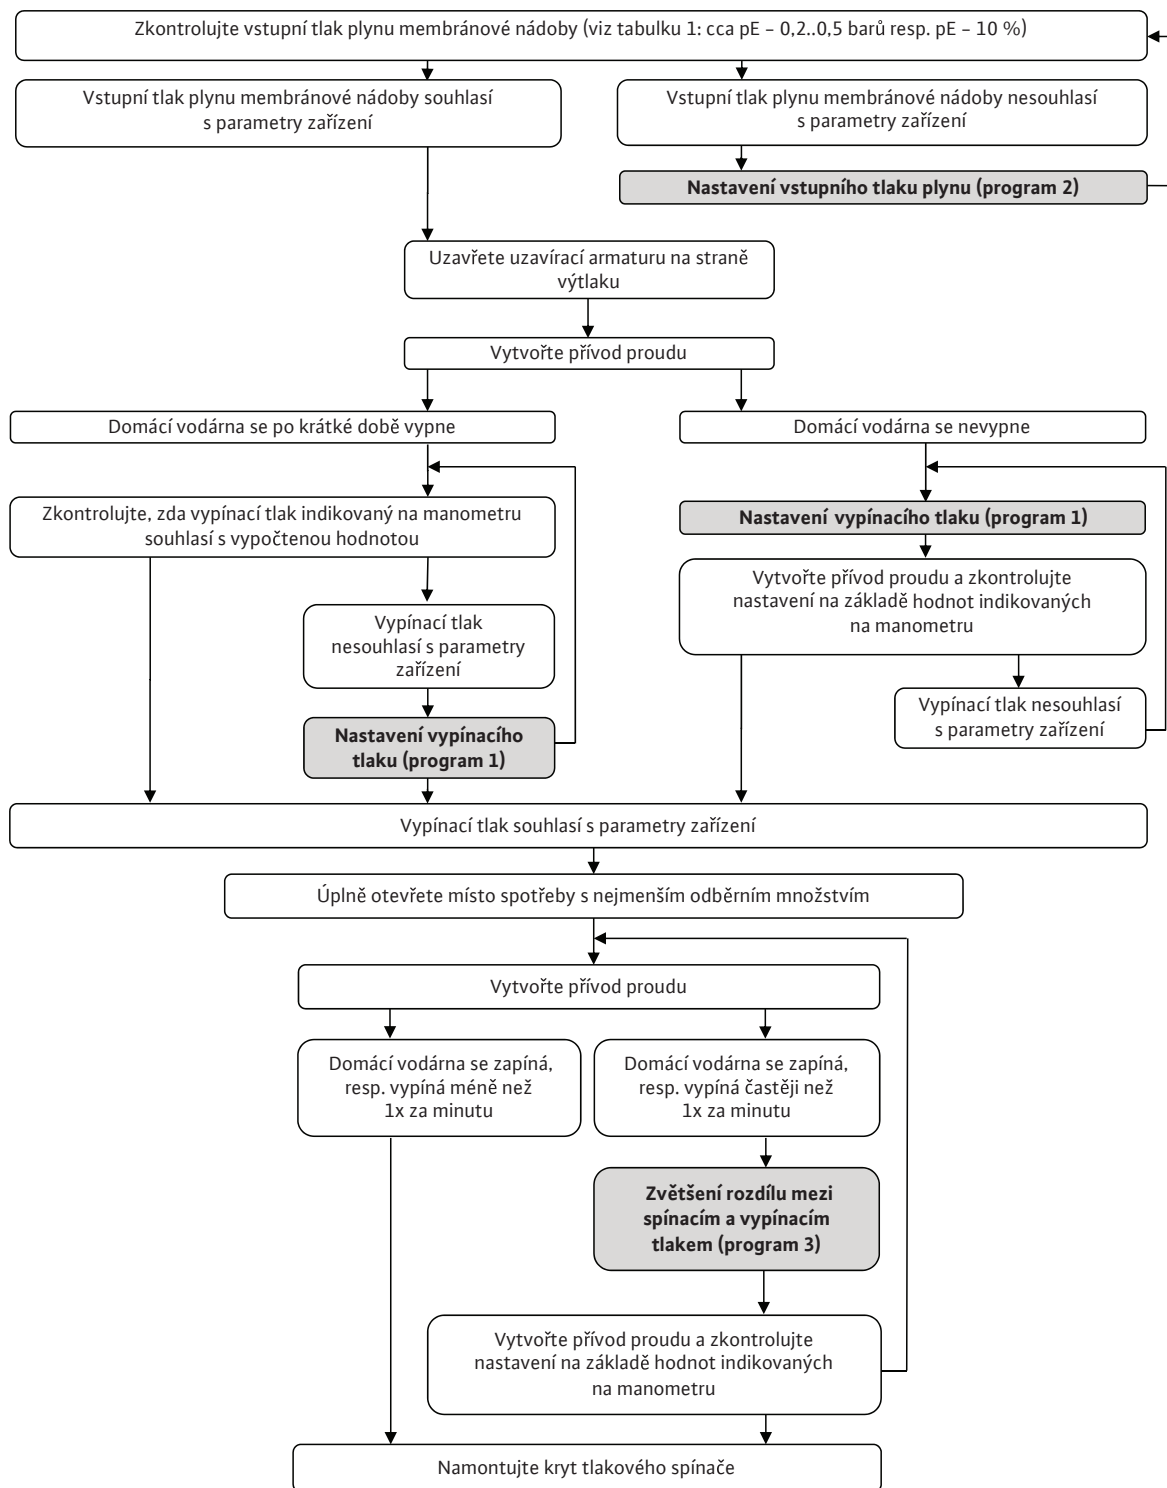 Zkontrolujte vstupní tlak plynu membránové nádoby (viz tabulku 1: cca pE – 0,2..0,5 barů resp. pE – 10 %)
Vstupní tlak plynu membránové nádoby souhlasí
s parametry zařízení
Vstupní tlak plynu membránové nádoby nesouhlasí
s parametry zařízení
Nastavení vstupního tlaku plynu (program 2)
Uzavřete uzavírací armaturu na straně
výtlaku
Vytvořte přívod proudu
Domácí vodárna se po krátké době vypne
Domácí vodárna se nevypne
Zkontrolujte, zda vypínací tlak indikovaný na manometru
souhlasí s vypočtenou hodnotou
Nastavení vypínacího tlaku (program 1)
Vytvořte přívod proudu a zkontrolujte
nastavení na základě hodnot indikovaných
na manometru
Vypínací tlak
nesouhlasí s parametry
zařízení
Vypínací tlak nesouhlasí
s parametry zařízení
Nastavení vypínacího
tlaku (program 1)
Vypínací tlak souhlasí s parametry zařízení
Úplně otevřete místo spotřeby s nejmenším odběrním množstvím
Vytvořte přívod proudu
Domácí vodárna se zapíná,
resp. vypíná méně než
1x za minutu
Domácí vodárna se zapíná,
resp. vypíná častěji než
1x za minutu
Zvětšení rozdílu mezi
spínacím a vypínacím
tlakem (program 3)
Vytvořte přívod proudu a zkontrolujte
nastavení na základě hodnot indikovaných
na manometru
Namontujte kryt tlakového spínače